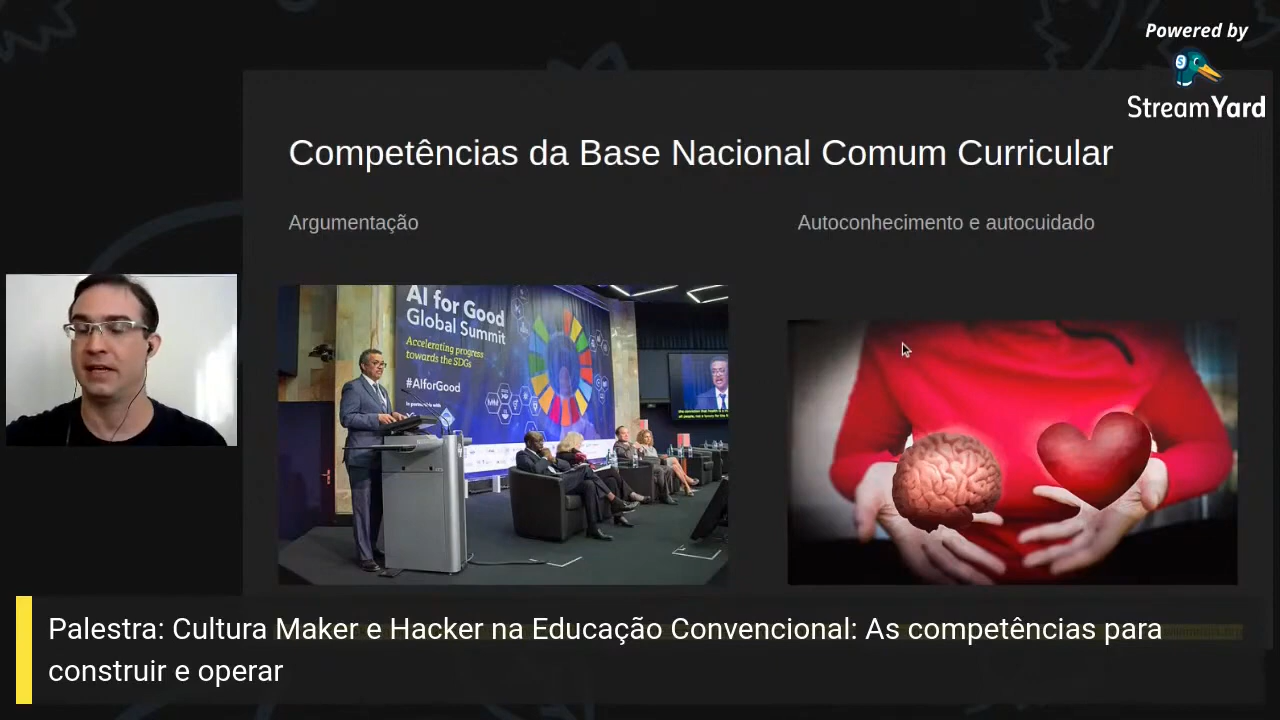 Powered by
StreamYard
Competências da Base Nacional Comum Curricular
Argumentação
Autoconhecimento e autocuidado
AI for Good
Global Summit
Accelerating progress
towards the SDGs
#AIforGood
Palestra: Cultura Maker e Hacker na Educação Convencional: As competências para
construir e operar